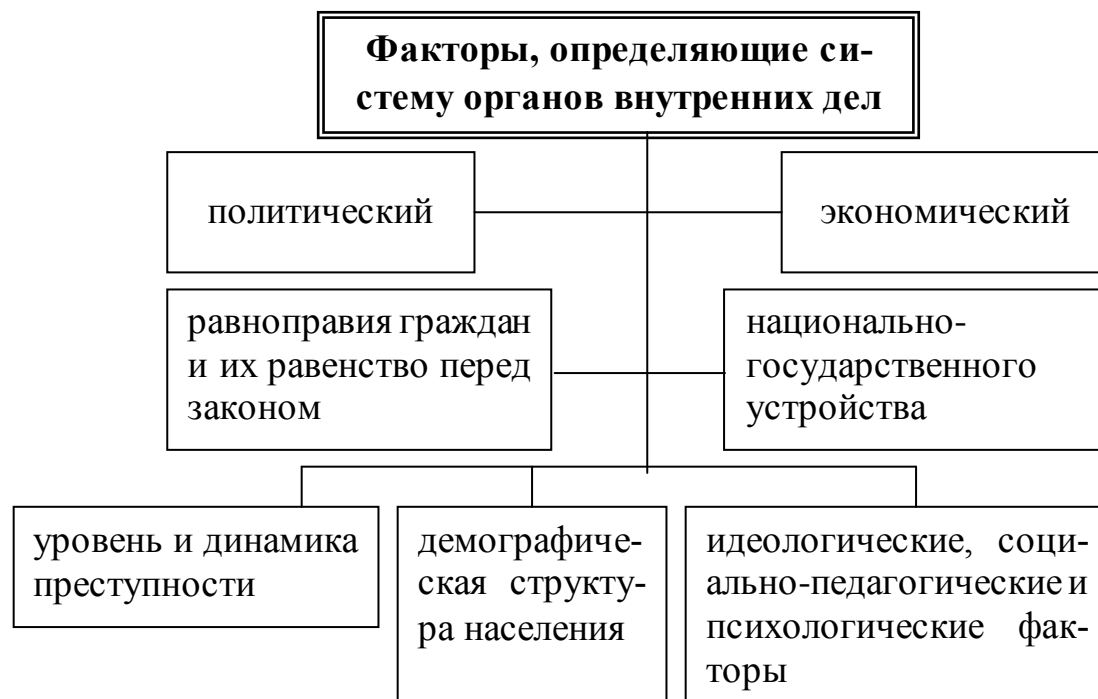 Факторы, определяющие си-
стему органов внутренних дел
политический
экономический
равноправия граждан
и их равенство перед
законом
национально-
государственного
устройства
уровень и динамика
преступности
демографиче-
ская структу-
ра населения
идеологические, соци-
ально-педагогические и
психологические фак-
торы